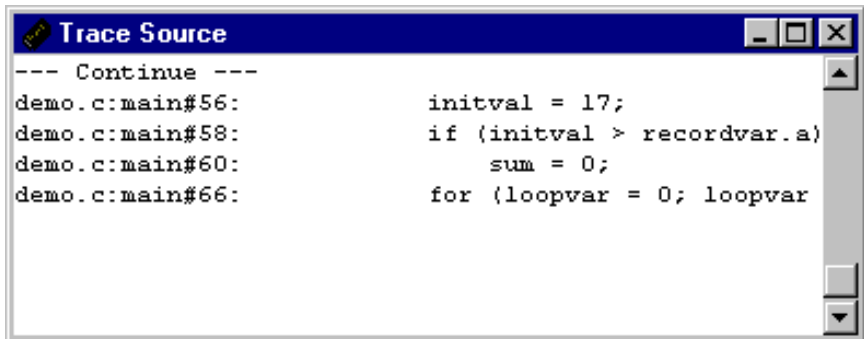 Trace Source
--- Continue ---
demo.c:main#56: initval = 17;
demo.c:main#58: if (initval > recordvar.a)
demo.c:main#60: sum = 0;
demo.c:main#66: for (loopvar = 0; loopvar